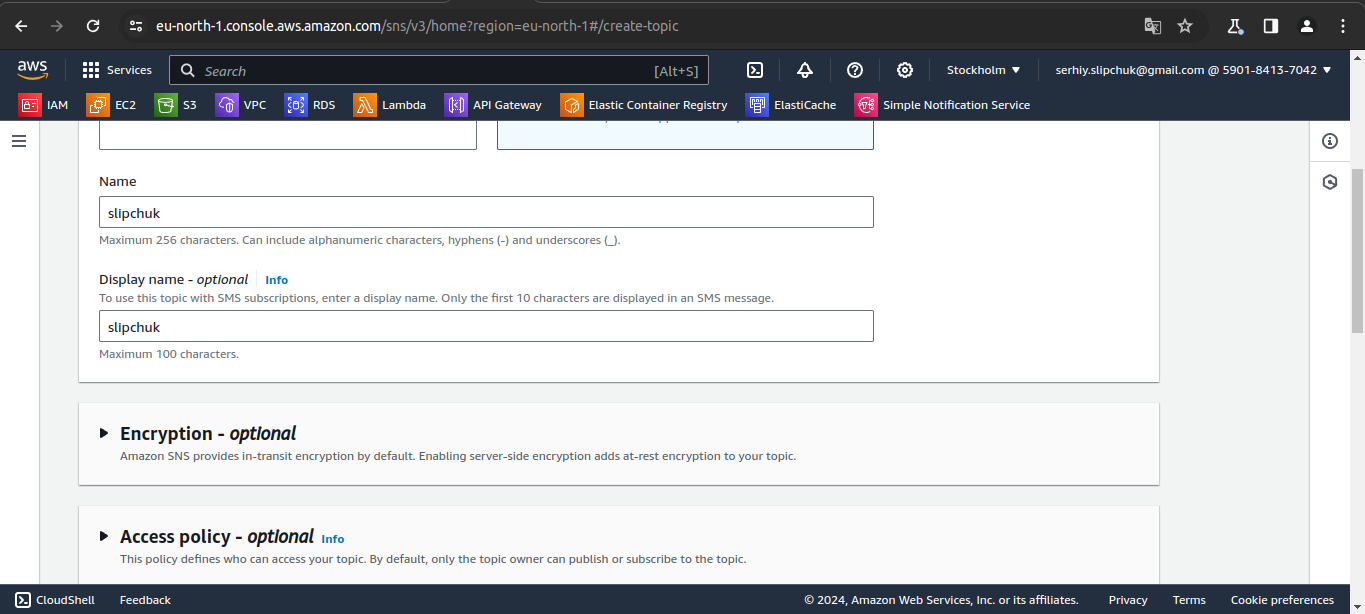 eu-north-1.console.aws.amazon.com/sns/v3/home?region=eu-north-1#/create-topic
aws Services Search [Alt+S] Stockholm serhiy.slipchuk@gmail.com @ 5901-8413-7042
IAM EC2 S3 VPC RDS Lambda API Gateway Elastic Container Registry ElastiCache Simple Notification Service
Name
slipchuk
Maximum 256 characters. Can include alphanumeric characters, hyphens (-) and underscores (_).
Display name - optional Info
To use this topic with SMS subscriptions, enter a display name. Only the first 10 characters are displayed in an SMS message.
slipchuk
Maximum 100 characters.
Encryption - optional
Amazon SNS provides in-transit encryption by default. Enabling server-side encryption adds at-rest encryption to your topic.
Access policy - optional Info
This policy defines who can access your topic. By default, only the topic owner can publish or subscribe to the topic.
CloudShell Feedback © 2024, Amazon Web Services, Inc. or its affiliates. Privacy Terms Cookie preferences